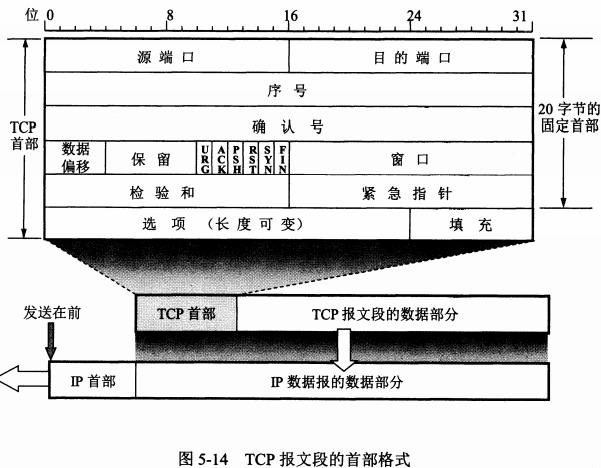 位 0 8 16 24 31
源端口 目的端口
序号
确认号
TCP
首部
20 字节的
固定首部
数据
偏移
保留
URG
ACK
PSH
RST
SYN
FIN
窗口
检验和 紧急指针
选项 (长度可变) 填充
TCP 首部 TCP 报文段的数据部分
发送在前
IP 首部 IP 数据报的数据部分
图 5-14 TCP 报文段的首部格式